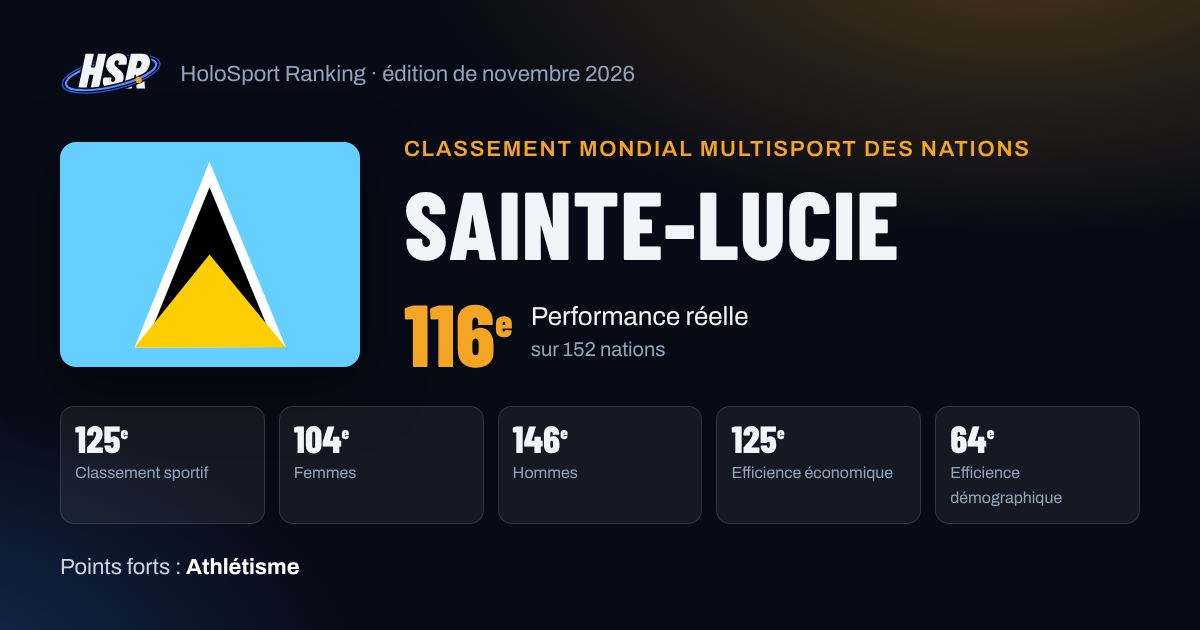 HSR
HoloSport Ranking · édition de novembre 2026
CLASSEMENT MONDIAL MULTISPORT DES NATIONS
SAINTE-LUCIE
116e Performance réelle
sur 152 nations
125e
Classement sportif
104e
Femmes
146e
Hommes
125e
Efficience économique
64e
Efficience
démographique
Points forts : Athlétisme